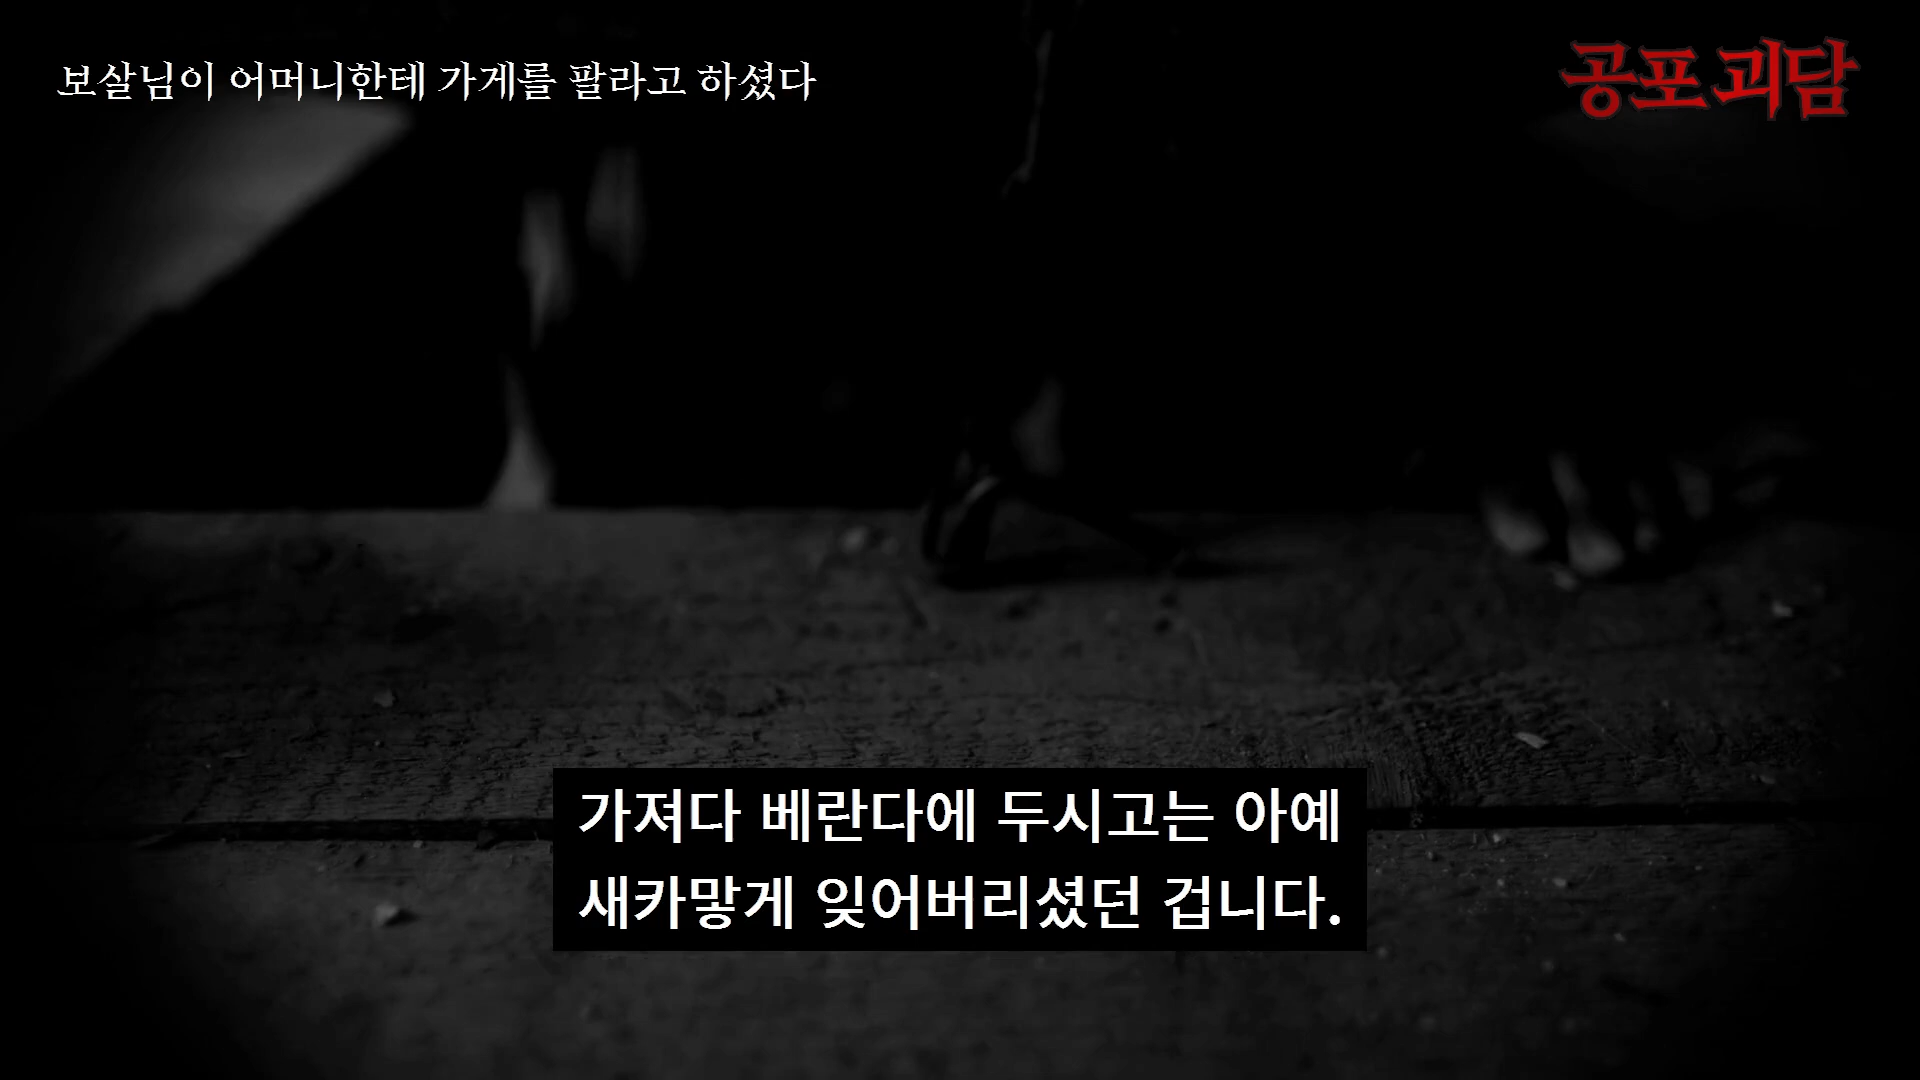 보살님이 어머니한테 가게를 팔라고 하셨다
공포괴담
가져다 베란다에 두시고는 아예
새카맣게 잊어버리셨던 겁니다.